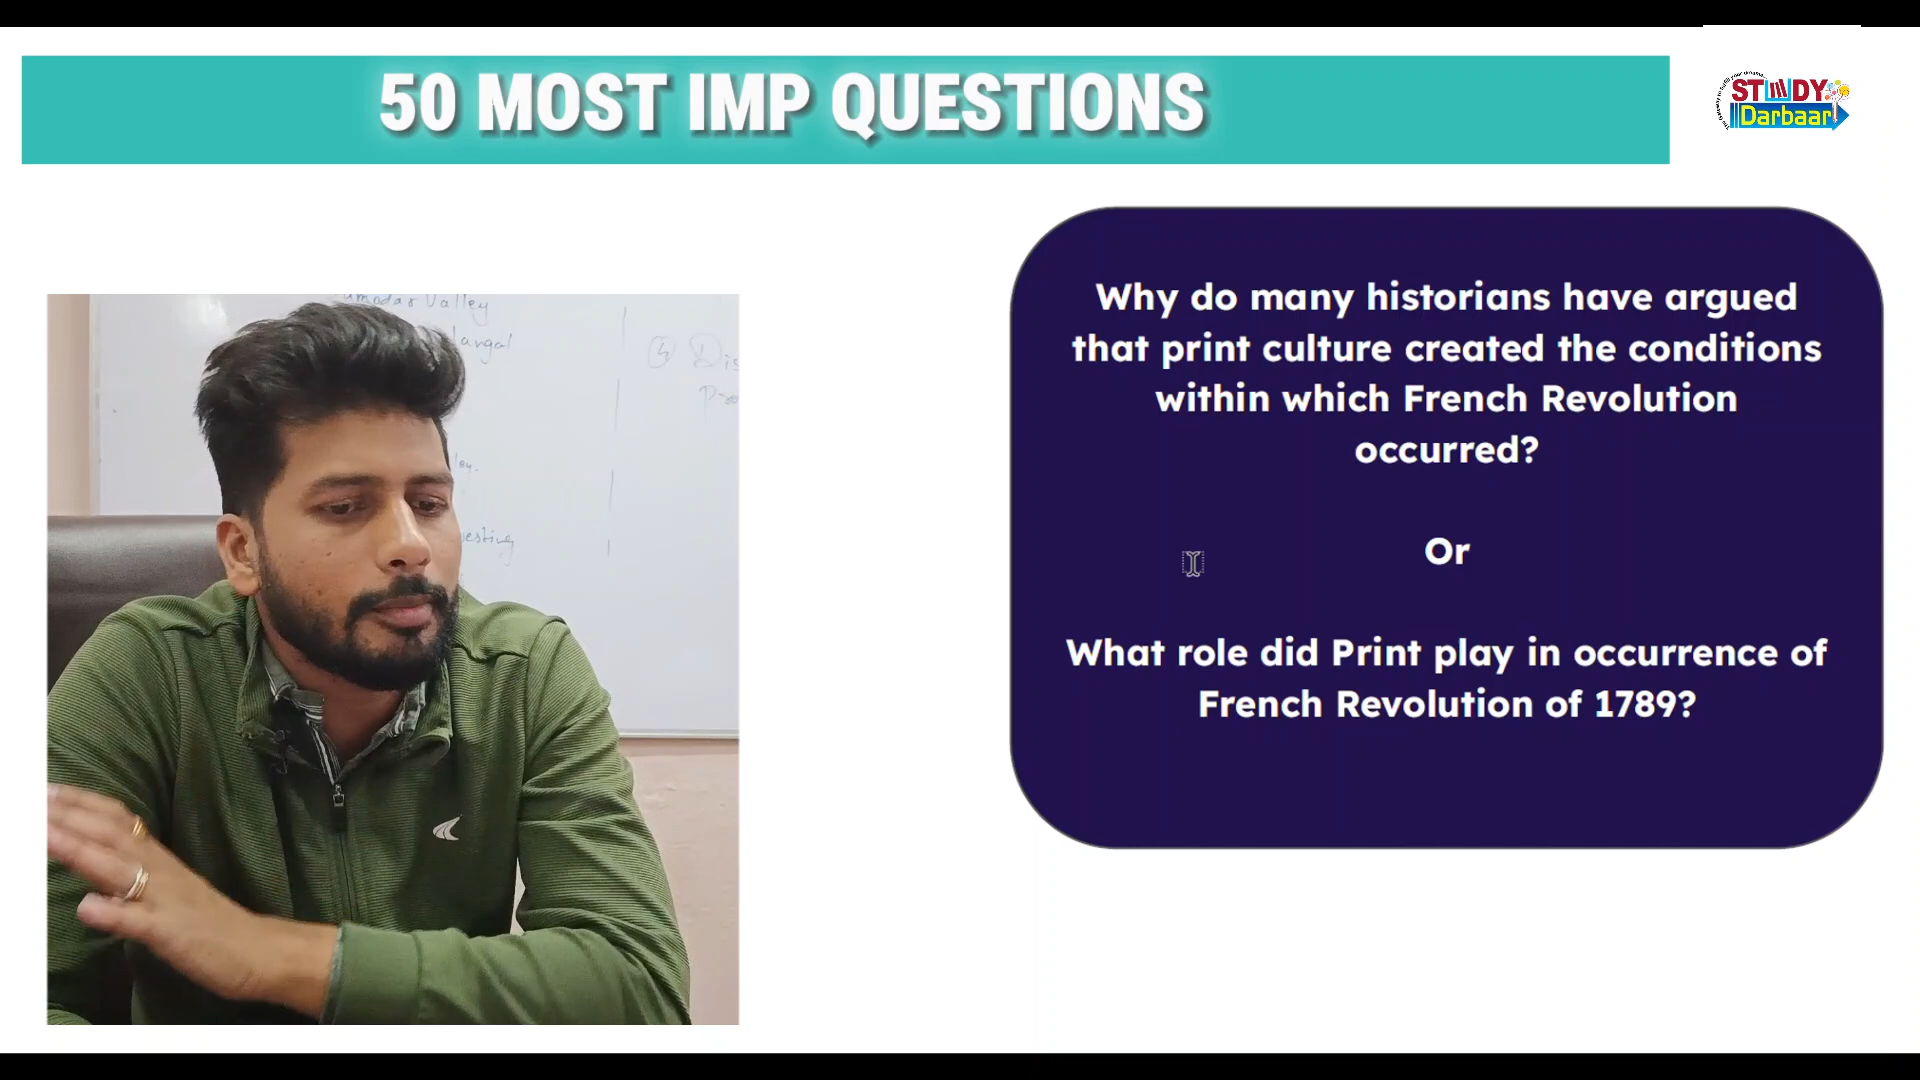 50 MOST IMP QUESTIONS
STUDY
Darbaar
Why do many historians have argued
that print culture created the conditions
within which French Revolution
occurred?
Or
What role did Print play in occurrence of
French Revolution of 1789?
Valley